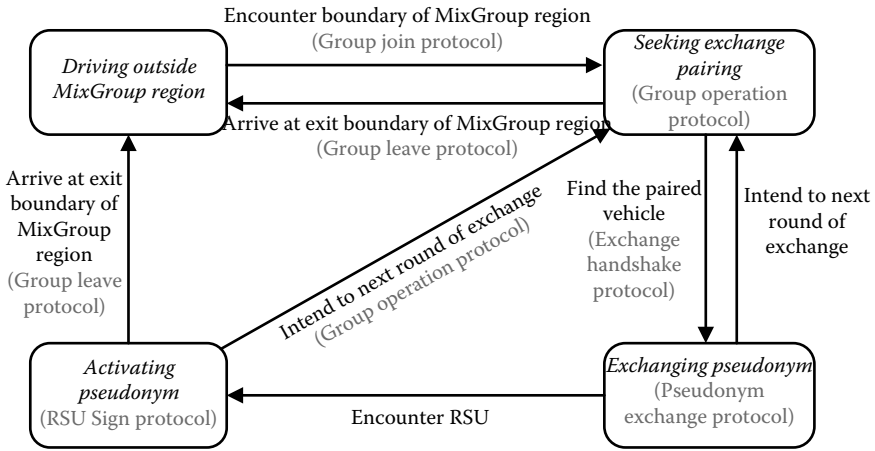 Encounter boundary of MixGroup region
(Group join protocol)
Driving outside
MixGroup region
Seeking exchange
pairing
(Group operation
protocol)
Arrive at exit boundary of MixGroup region
(Group leave protocol)
Arrive at exit
boundary of
MixGroup
region
(Group leave
protocol)
Intend to next round of exchange
(Group operation protocol)
Find the paired
vehicle
(Exchange
handshake
protocol)
Intend to next
round of
exchange
Activating
pseudonym
(RSU Sign protocol)
Encounter RSU
Exchanging pseudonym
(Pseudonym
exchange protocol)